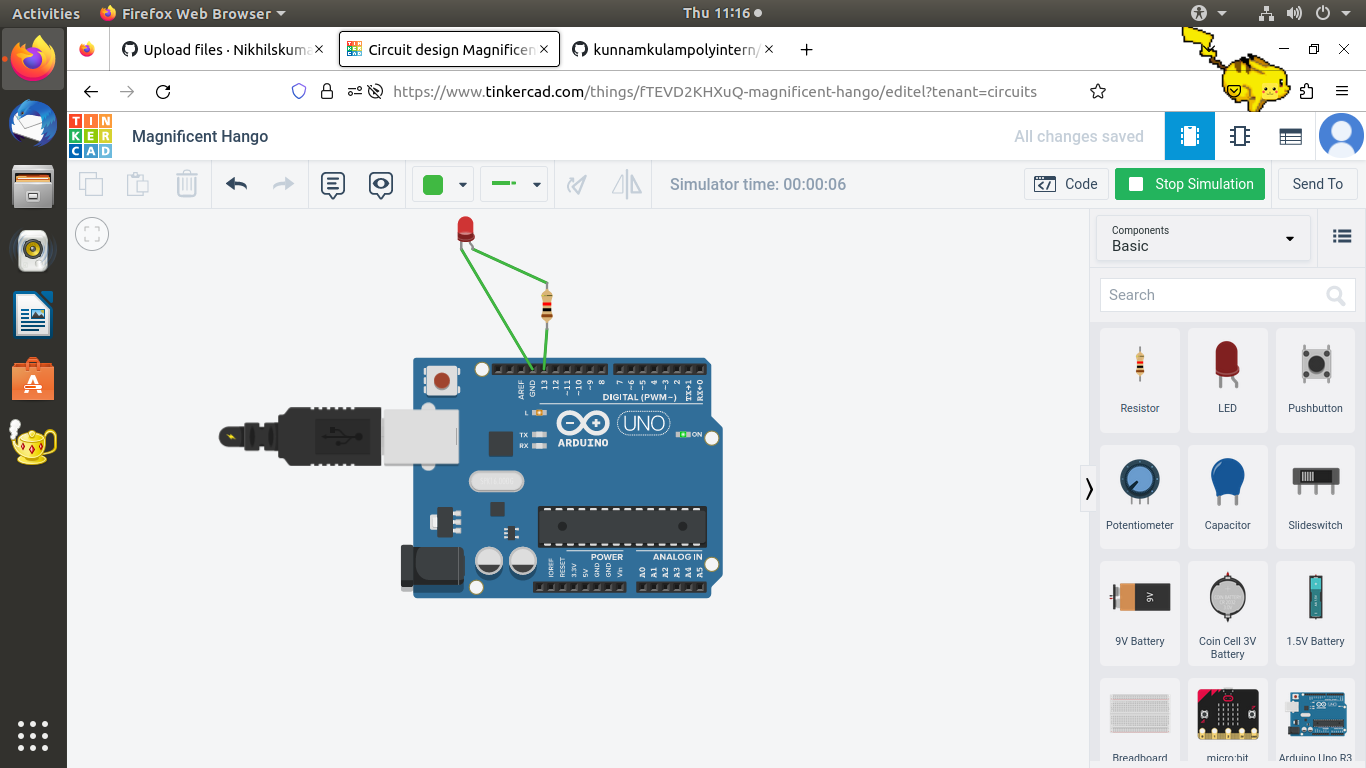 Activities
Firefox Web Browser
Thu 11:16
Upload files · Nikhilskuma
Circuit design Magnificen
kunnamkulampolyintern/
https://www.tinkercad.com/things/fTEVD2KHXuQ-magnificent-hango/editel?tenant=circuits
TIN
KER
CAD
Magnificent Hango
All changes saved
Simulator time: 00:00:06
Code
Stop Simulation
Send To
Components
Basic
Search
Resistor
LED
Pushbutton
Potentiometer
Capacitor
Slideswitch
9V
9V Battery
Coin Cell 3V
Battery
1.5V Battery
Breadboard
micro:bit
Arduino Uno R3
AREF
GND
13
12
~11
~10
~9
8
7
~6
~5
4
~3
2
TX→1
RX←0
DIGITAL (PWM~)
L
TX
RX
ARDUINO
UNO
ON
POWER
ANALOG IN
IOREF
RESET
3.3V
5V
GND
GND
Vin
A0
A1
A2
A3
A4
A5